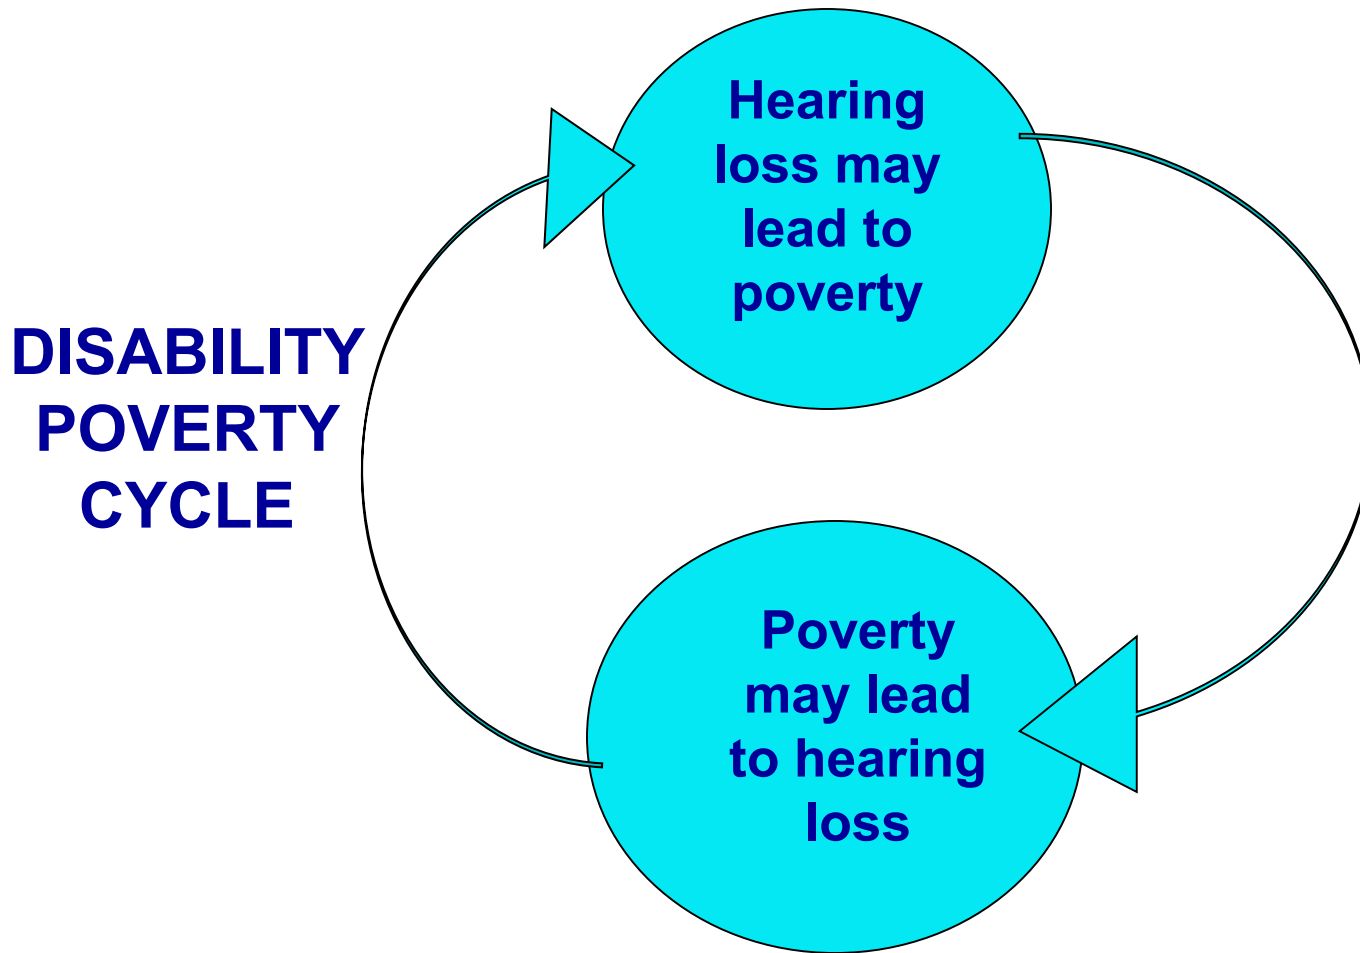 Hearing
loss may
lead to
poverty
DISABILITY
POVERTY
CYCLE
Poverty
may lead
to hearing
loss